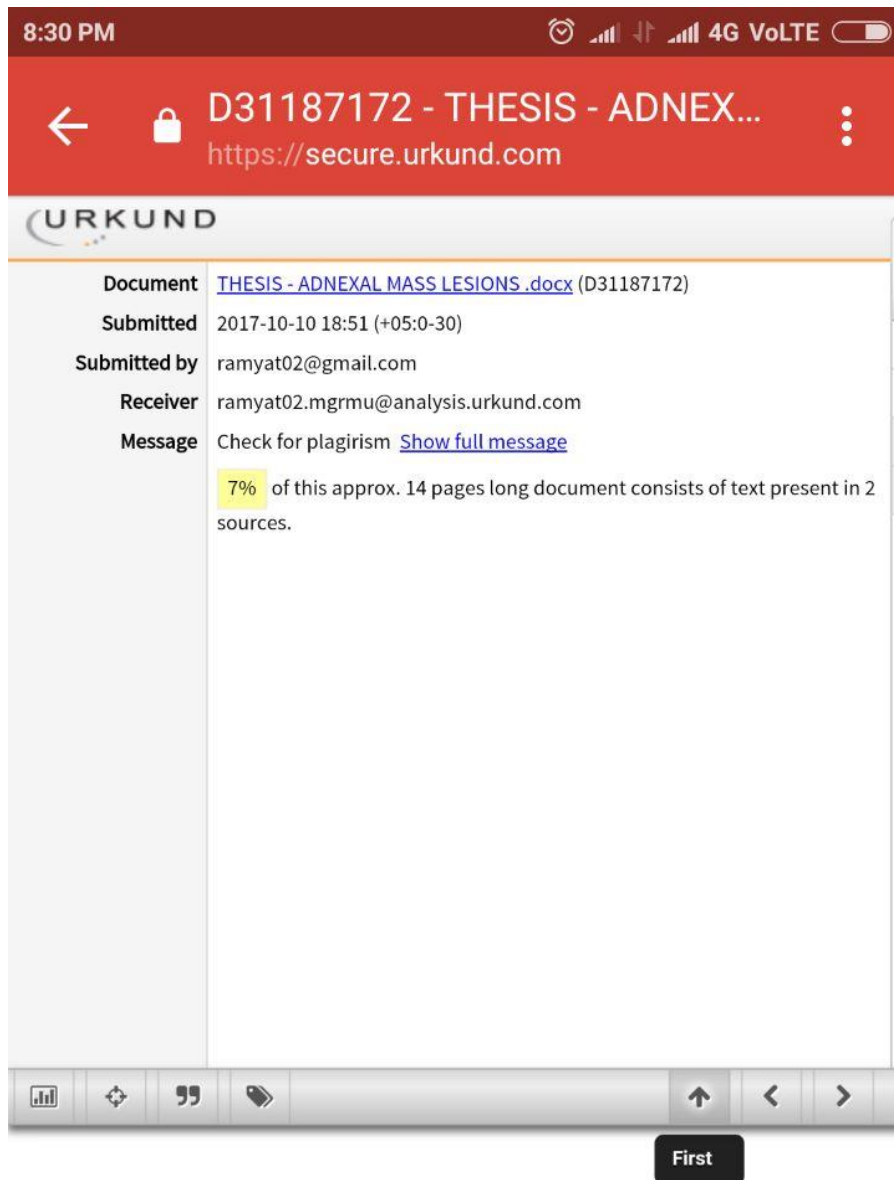 8:30 PM 4G VoLTE
D31187172 - THESIS - ADNEX...
https://secure.urkund.com
URKUND
Document THESIS - ADNEXAL MASS LESIONS .docx (D31187172)
Submitted 2017-10-10 18:51 (+05:0-30)
Submitted by ramyat02@gmail.com
Receiver ramyat02.mgrmu@analysis.urkund.com
Message Check for plagirism Show full message
7% of this approx. 14 pages long document consists of text present in 2
sources.
First